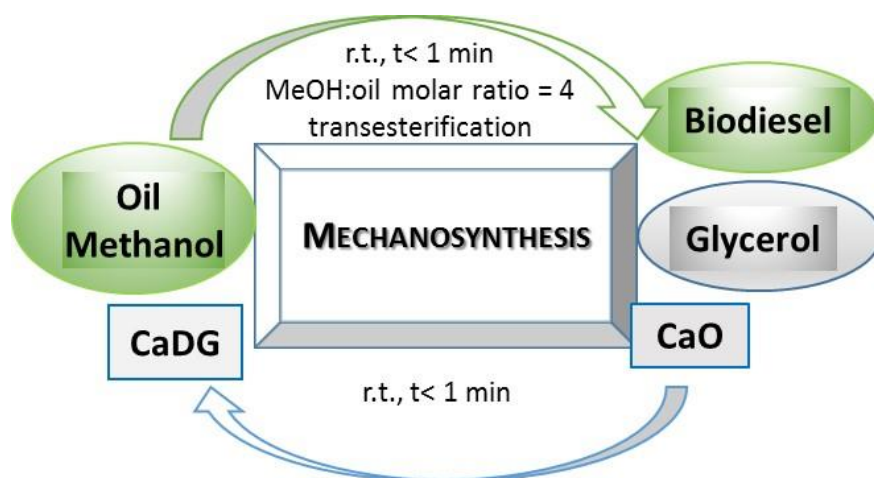 r.t., t< 1 min
MeOH:oil molar ratio = 4
transesterification
Biodiesel
Oil
Methanol
MECHANOSYNTHESIS
Glycerol
CaDG
CaO
r.t., t< 1 min